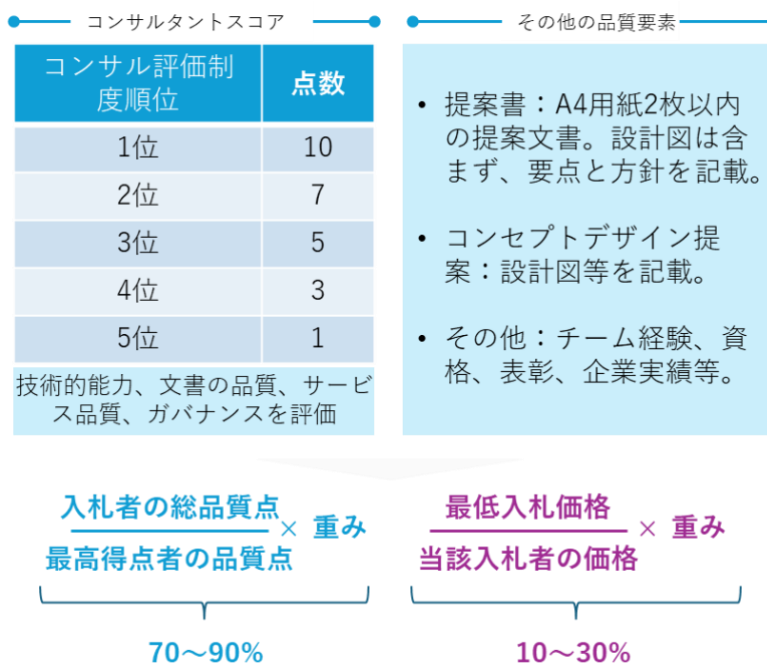 コンサルタントスコア
コンサル評価制
度順位
点数
1位 10
2位 7
3位 5
4位 3
5位 1
技術的能力、文書の品質、サービ
ス品質、ガバナンスを評価
その他の品質要素
• 提案書：A4用紙2枚以内
の提案文書。設計図は含
まず、要点と方針を記載。
• コンセプトデザイン提
案：設計図等を記載。
• その他：チーム経験、資
格、表彰、企業実績等。
入札者の総品質点
最高得点者の品質点
× 重み
70～90%
最低入札価格
当該入札者の価格
× 重み
10～30%